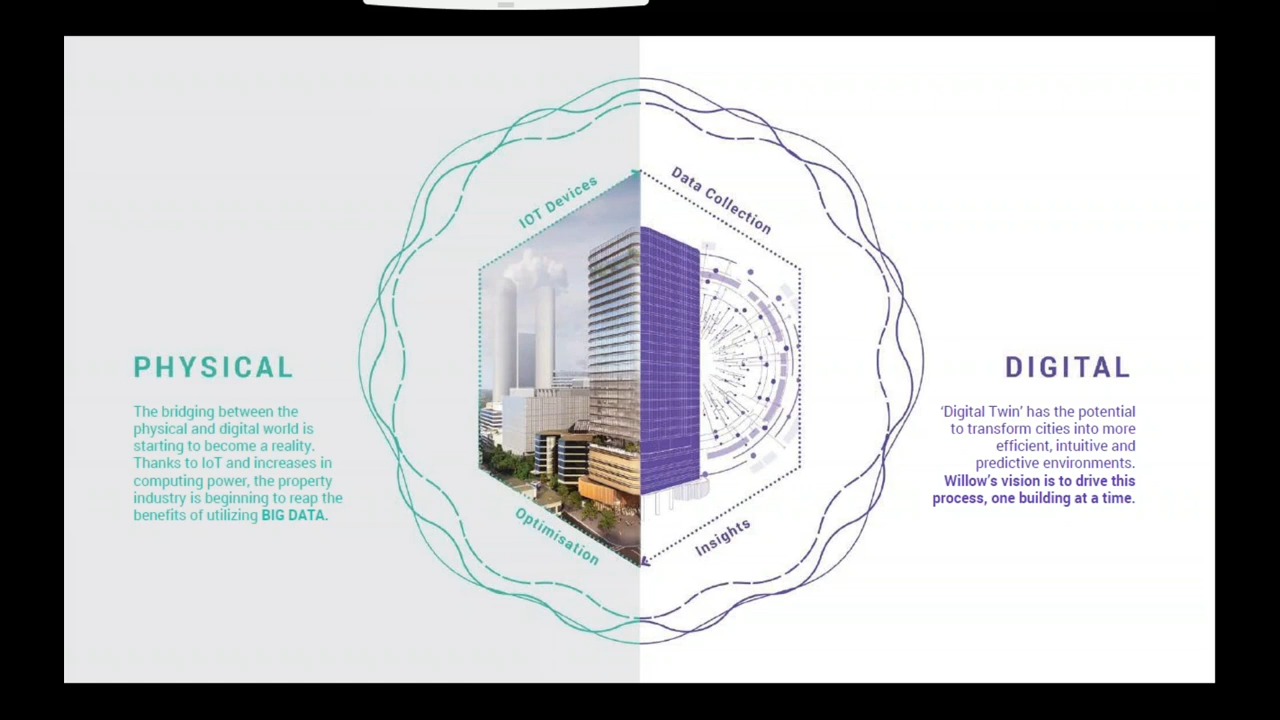 IOT Devices
Data Collection
PHYSICAL
The bridging between the
physical and digital world is
starting to become a reality.
Thanks to IoT and increases in
computing power, the property
industry is beginning to reap the
benefits of utilizing BIG DATA.
DIGITAL
‘Digital Twin’ has the potential
to transform cities into more
efficient, intuitive and
predictive environments.
Willow’s vision is to drive this
process, one building at a time.
Optimisation
Insights